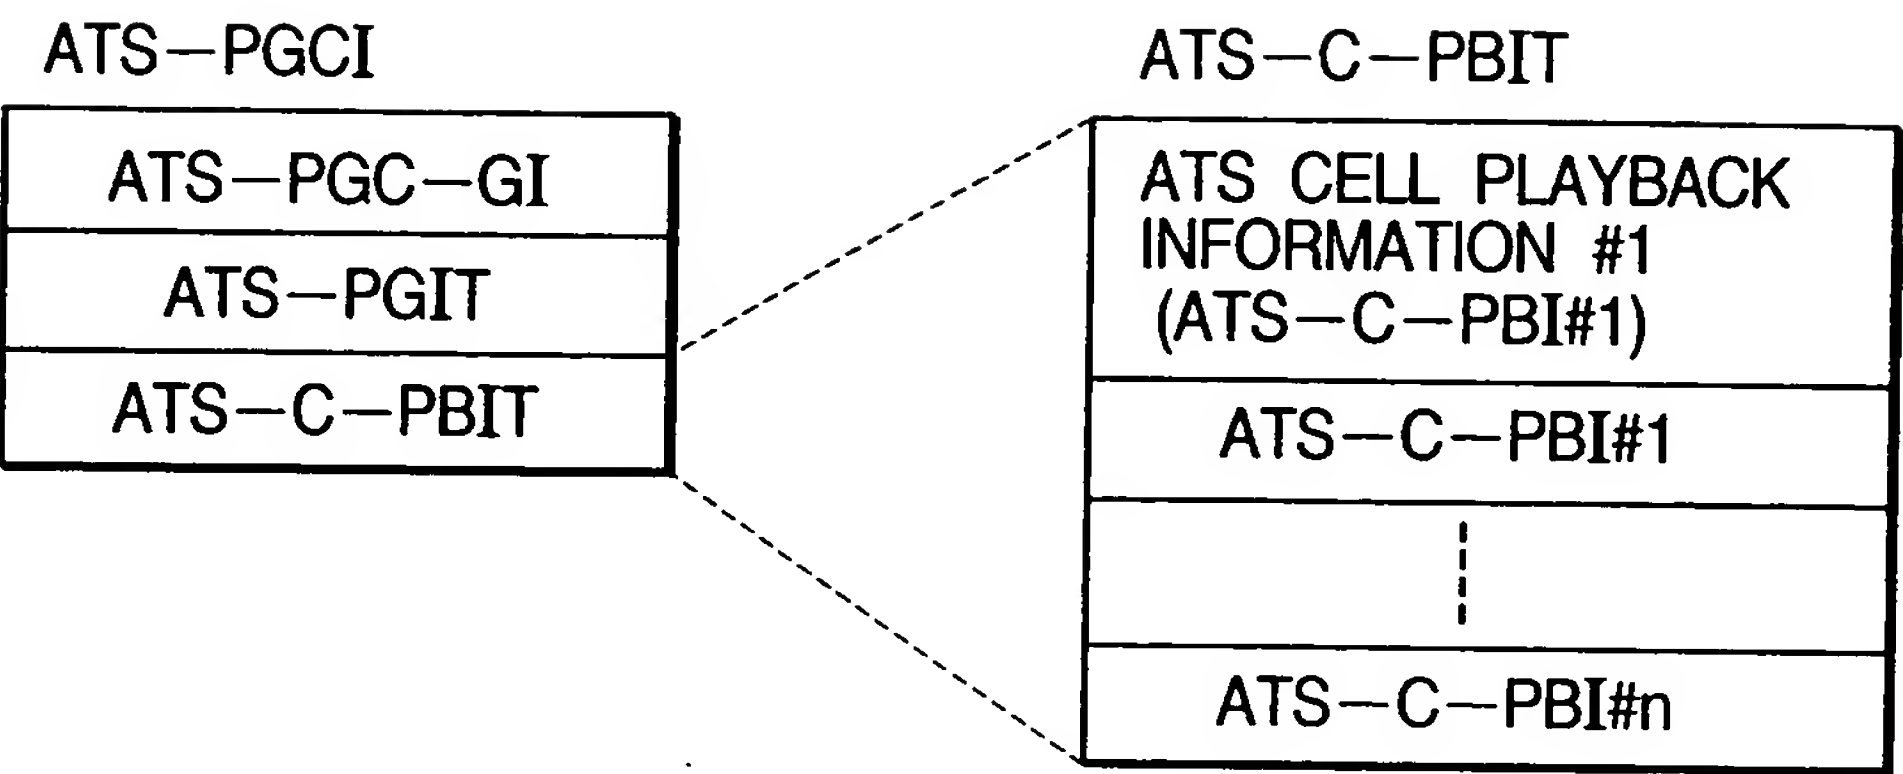 ATS-PGCI
ATS-PGC-GI
ATS-PGIT
ATS-C-PBIT
ATS-C-PBIT
ATS CELL PLAYBACK
INFORMATION #1
(ATS-C-PBI#1)
ATS-C-PBI#1
ATS-C-PBI#n